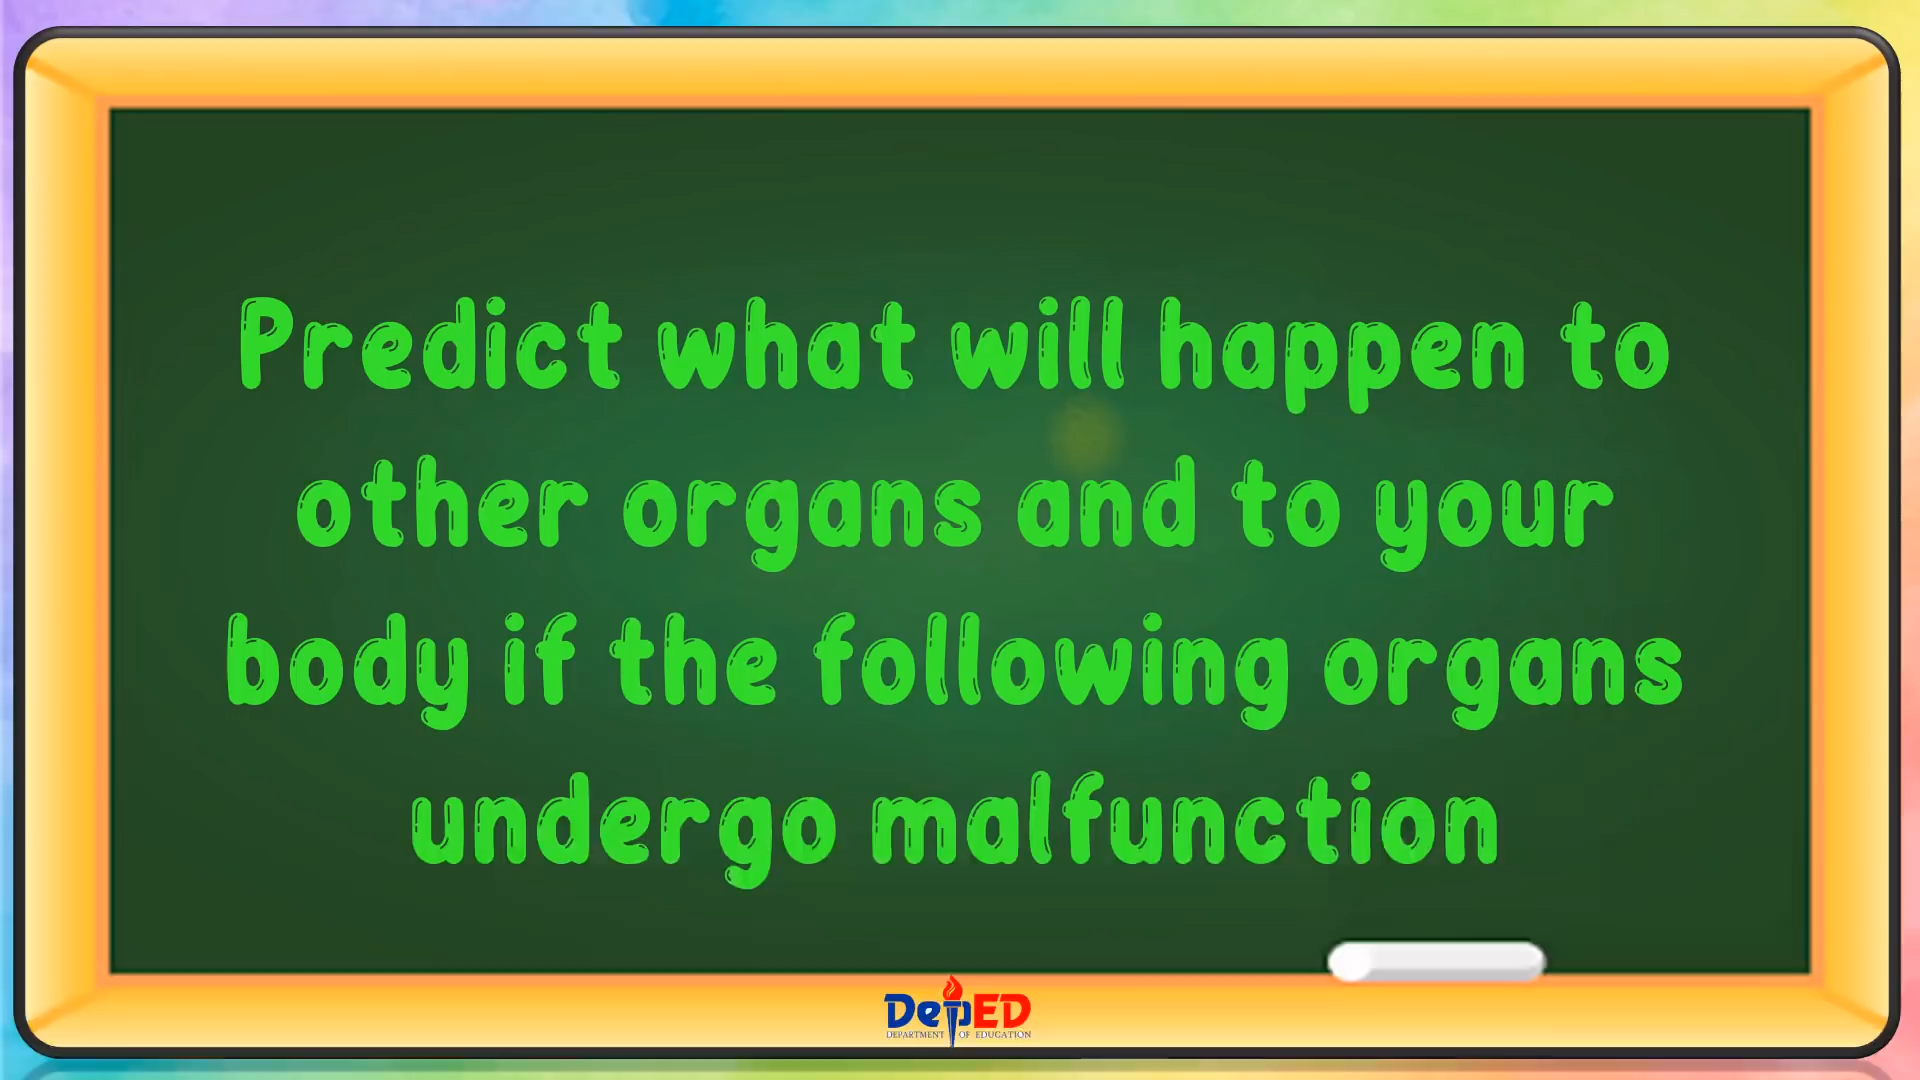 Predict what will happen to
other organs and to your
body if the following organs
undergo malfunction
DepED
DEPARTMENT OF EDUCATION